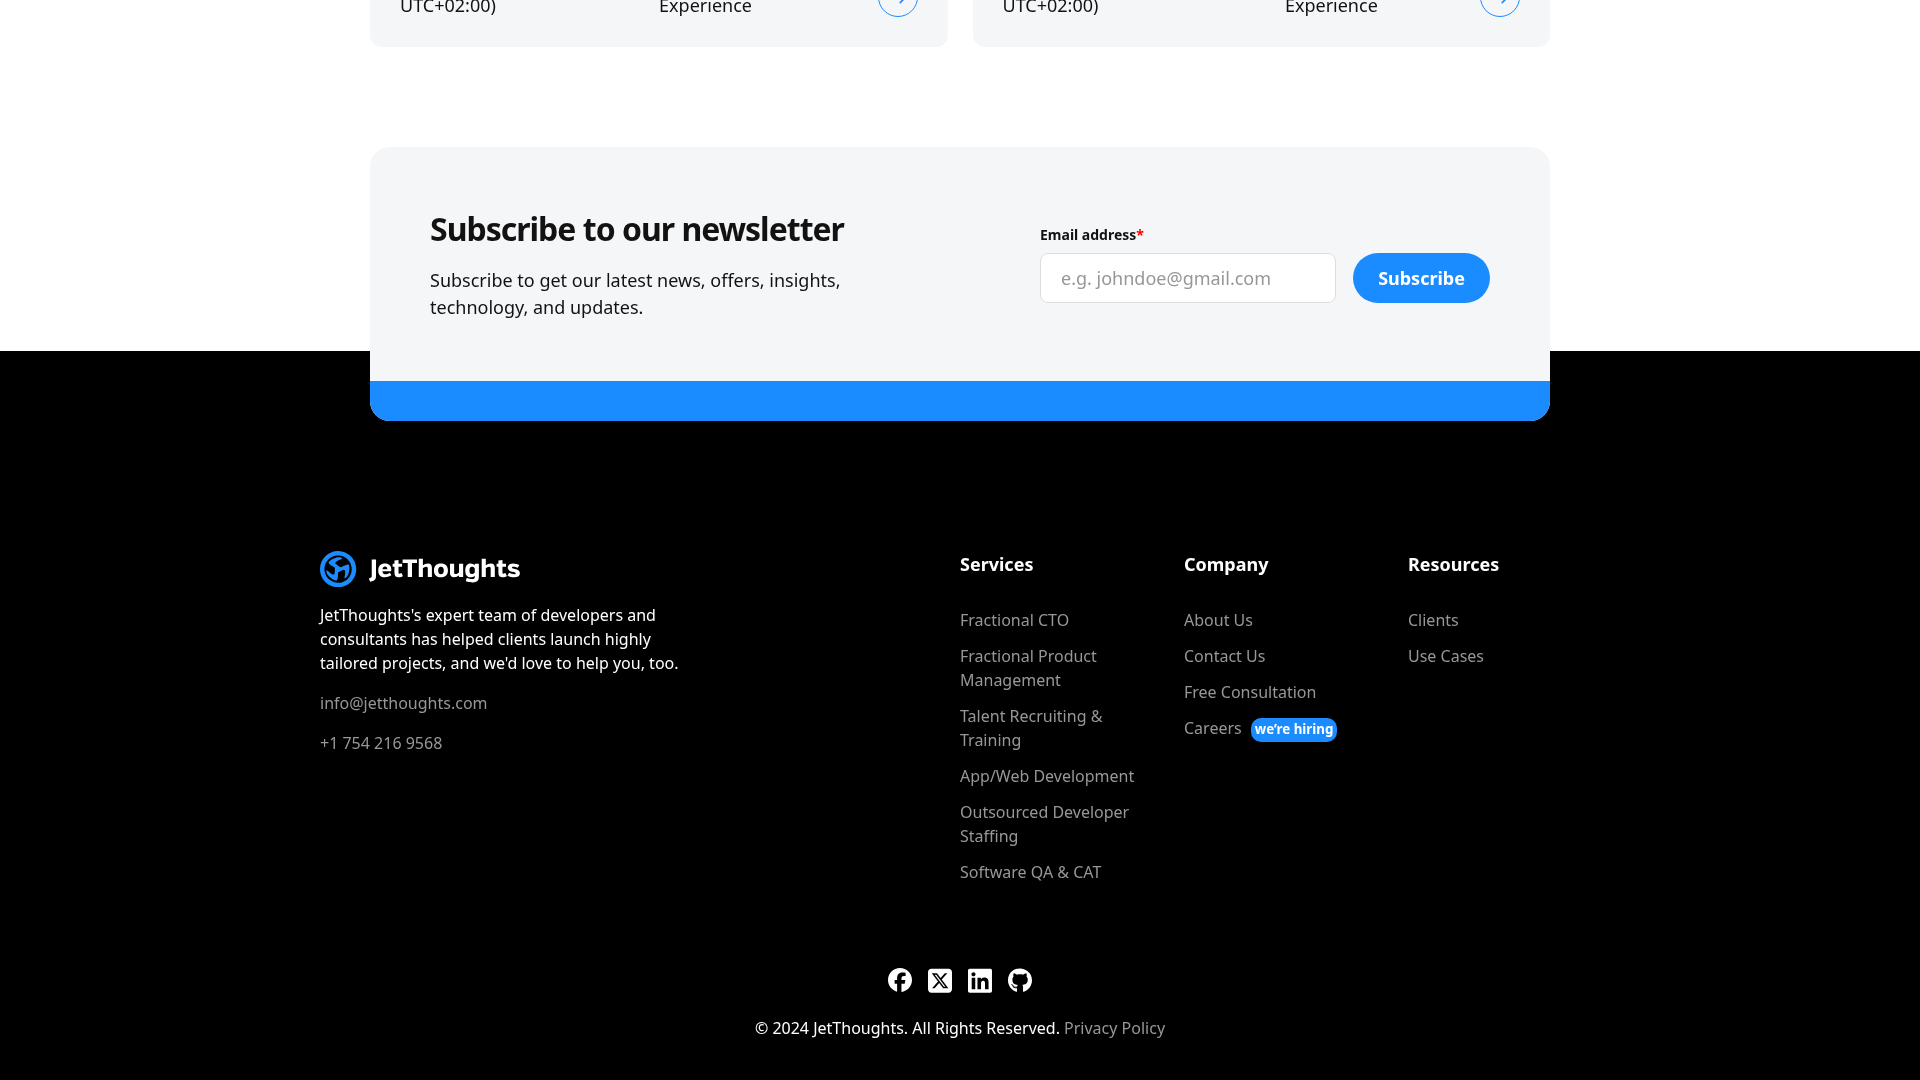 UTC+02:00)
Experience
UTC+02:00)
Experience
Subscribe to our newsletter
Subscribe to get our latest news, offers, insights,
technology, and updates.
Email address*
e.g. johndoe@gmail.com
Subscribe
JetThoughts
JetThoughts's expert team of developers and
consultants has helped clients launch highly
tailored projects, and we'd love to help you, too.
info@jetthoughts.com
+1 754 216 9568
Services
Fractional CTO
Fractional Product
Management
Talent Recruiting &
Training
App/Web Development
Outsourced Developer
Staffing
Software QA & CAT
Company
About Us
Contact Us
Free Consultation
Careers we're hiring
Resources
Clients
Use Cases
© 2024 JetThoughts. All Rights Reserved. Privacy Policy